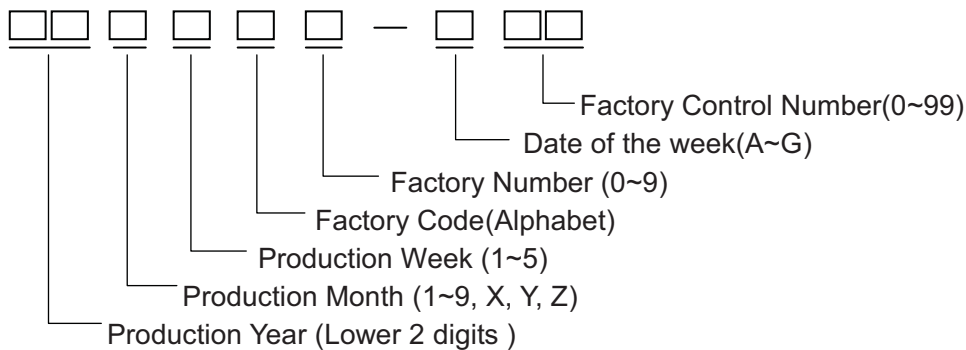 Factory Control Number(0~99)
Date of the week(A~G)
Factory Number (0~9)
Factory Code(Alphabet)
Production Week (1~5)
Production Month (1~9, X, Y, Z)
Production Year (Lower 2 digits )